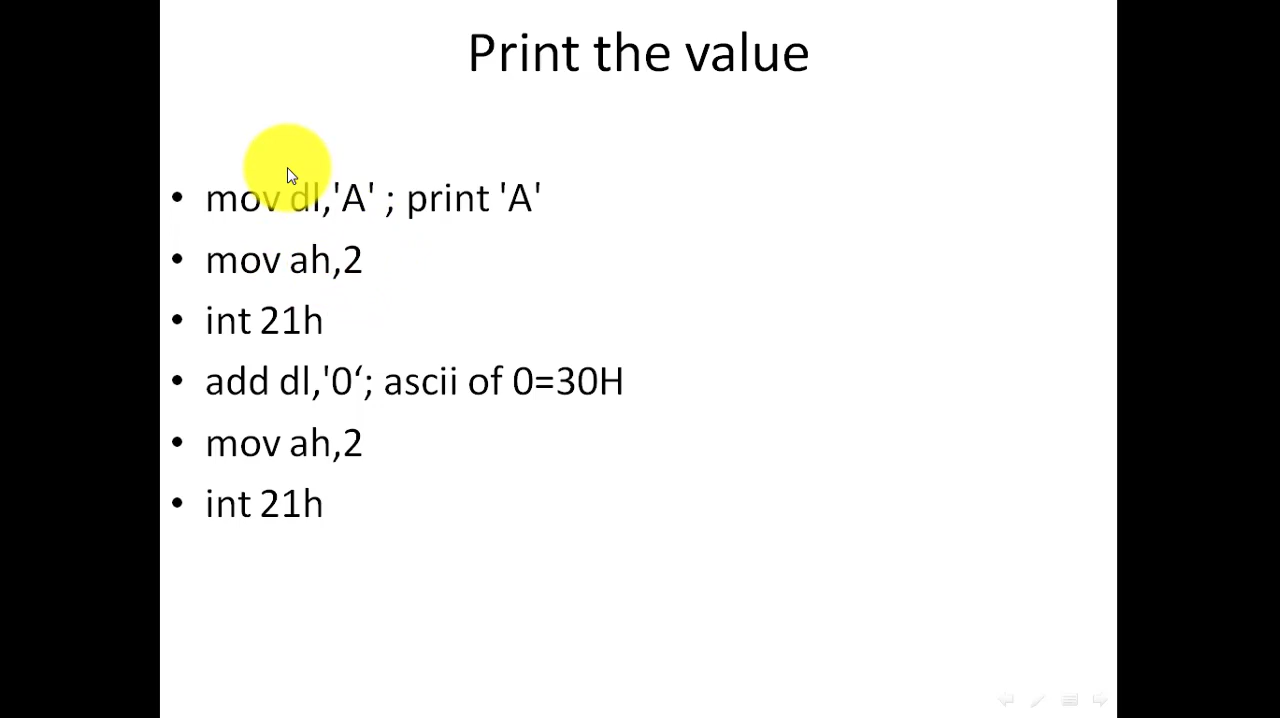 Print the value
• mov dl,'A' ; print 'A'
• mov ah,2
• int 21h
• add dl,'0‘; ascii of 0=30H
• mov ah,2
• int 21h